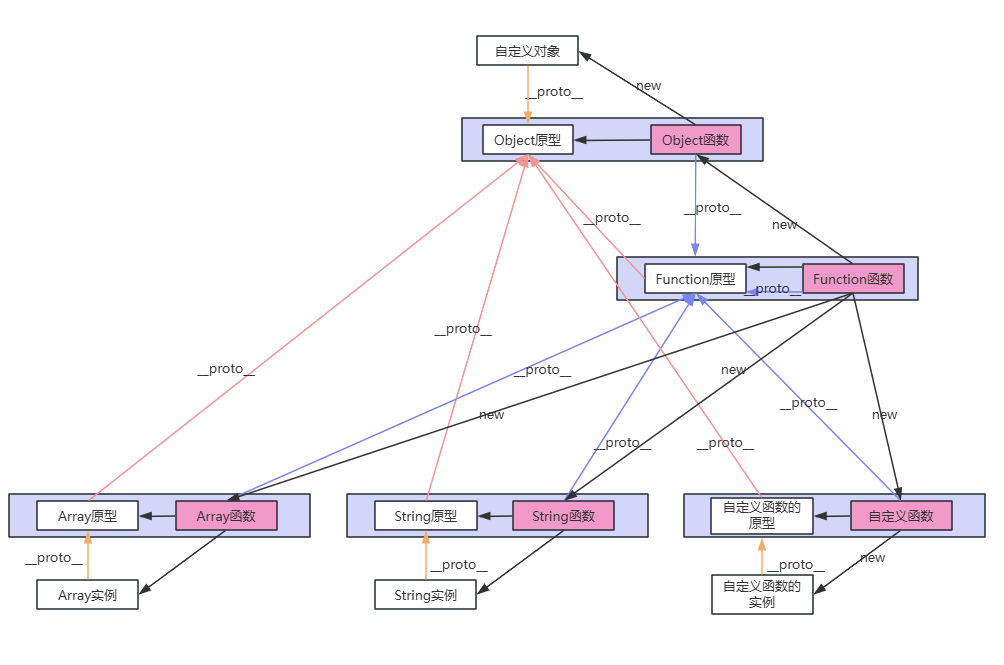 自定义对象
__proto__
new
Object原型
Object函数
__proto__
__proto__
new
Function原型
__proto__
Function函数
__proto__
__proto__
__proto__
new
new
__proto__
new
__proto__
__proto__
Array原型
Array函数
String原型
String函数
自定义函数的
原型
自定义函数
__proto__
__proto__
__proto__
new
Array实例
String实例
自定义函数的
实例